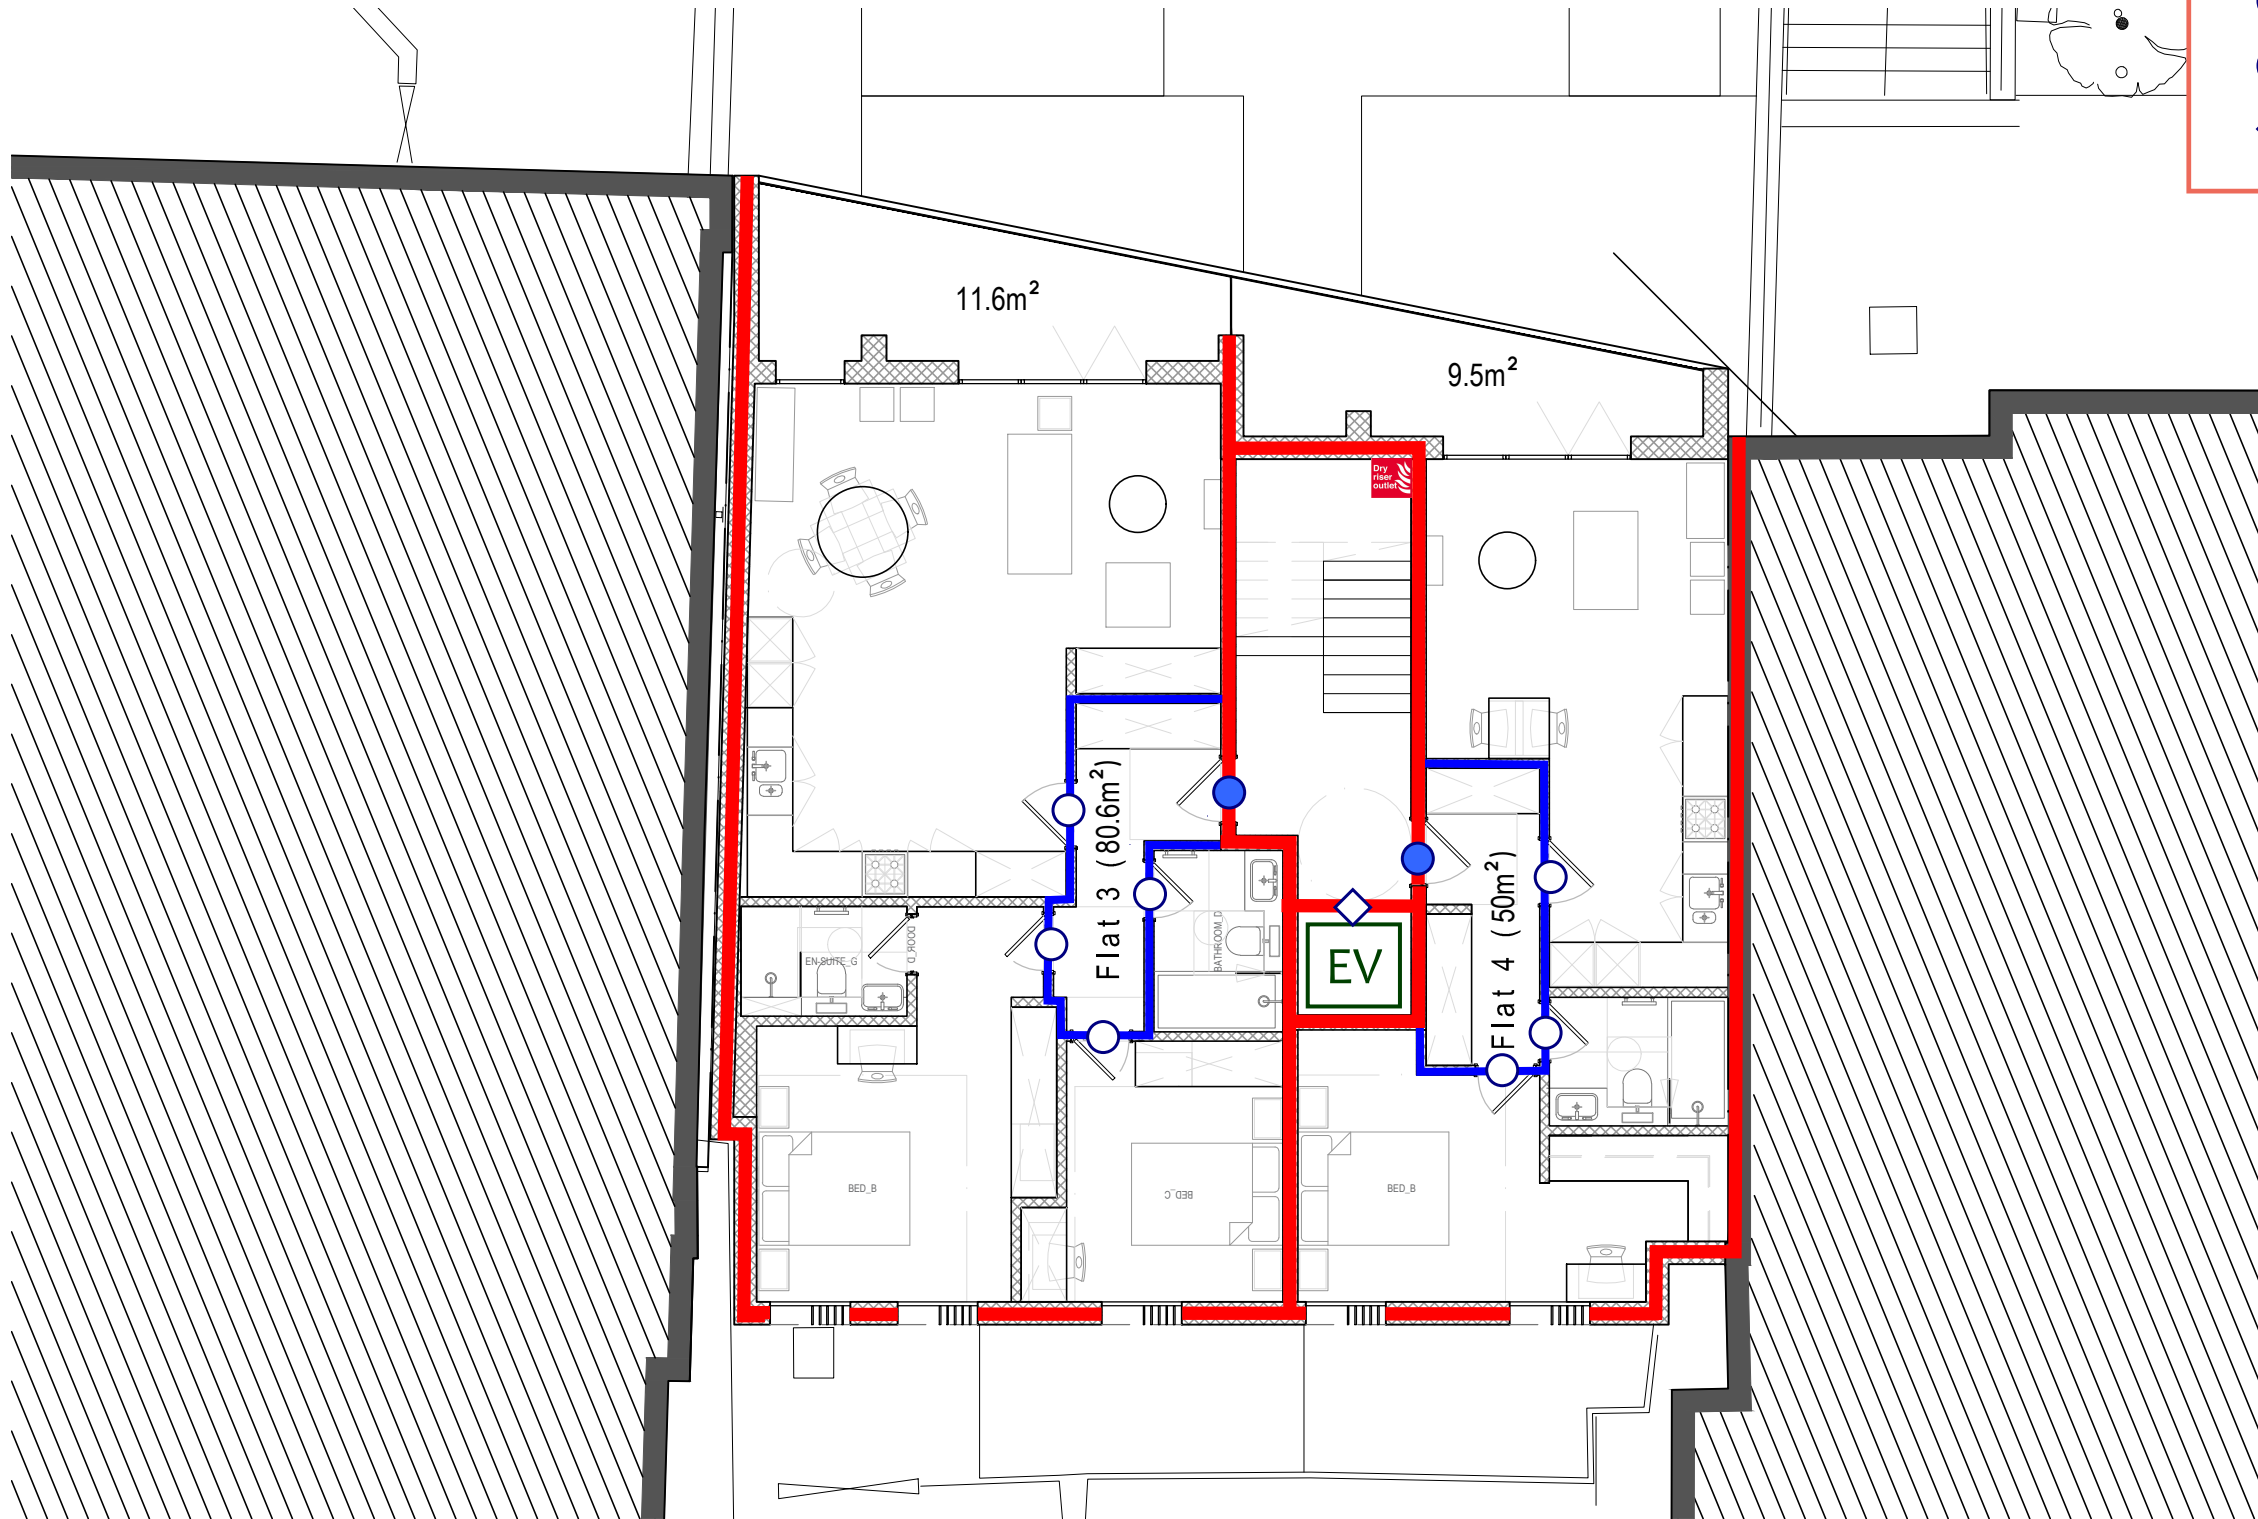 11.6m²
9.5m²
Dry
riser
outlet
Flat 3 (80.6m²)
Flat 4 (50m²)
EN-SUITE_G
DOOR_D
BATHROOM_D
EV
BED_B
BED_C
BED_B